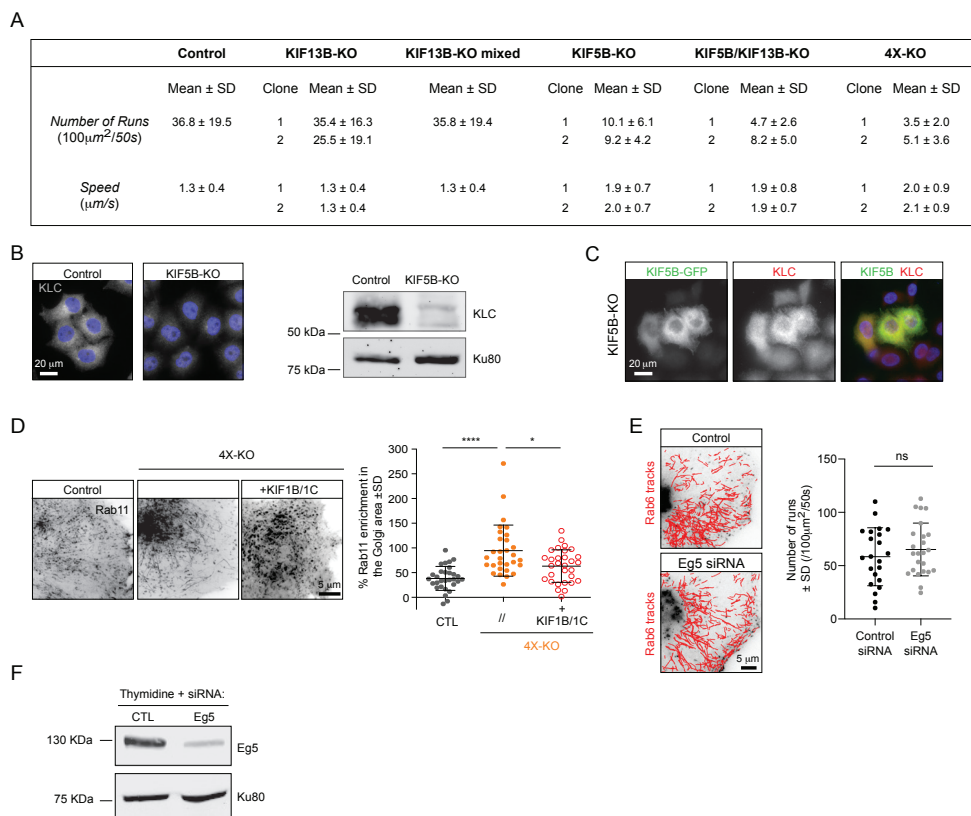 A
Control KIF13B-KO KIF13B-KO mixed KIF5B-KO KIF5B/KIF13B-KO 4X-KO
Mean ± SD Clone Mean ± SD Mean ± SD Clone Mean ± SD Clone Mean ± SD Clone Mean ± SD
Number of Runs 36.8 ± 19.5 1 35.4 ± 16.3 35.8 ± 19.4 1 10.1 ± 6.1 1 4.7 ± 2.6 1 3.5 ± 2.0
(100µm²/50s) 2 25.5 ± 19.1 2 9.2 ± 4.2 2 8.2 ± 5.0 2 5.1 ± 3.6
Speed 1.3 ± 0.4 1 1.3 ± 0.4 1.3 ± 0.4 1 1.9 ± 0.7 1 1.9 ± 0.8 1 2.0 ± 0.9
(µm/s) 2 1.3 ± 0.4 2 2.0 ± 0.7 2 1.9 ± 0.7 2 2.1 ± 0.9
B
Control KIF5B-KO
KLC
20 µm
Control KIF5B-KO
KLC
50 kDa
Ku80
75 kDa
C
KIF5B-GFP KLC KIF5B KLC
KIF5B-KO
20 µm
D
4X-KO
Control +KIF1B/1C
Rab11
5 µm
% Rab11 enrichment in
the Golgi area ±SD
300
250
200
150
100
50
0
**** *
CTL // +
KIF1B/1C
4X-KO
E
Control
Rab6 tracks
Eg5 siRNA
Rab6 tracks
5 µm
Number of runs
± SD (/100µm²/50s)
150
100
50
0
ns
Control Eg5
siRNA siRNA
F
Thymidine + siRNA:
CTL Eg5
130 KDa
Eg5
75 KDa
Ku80